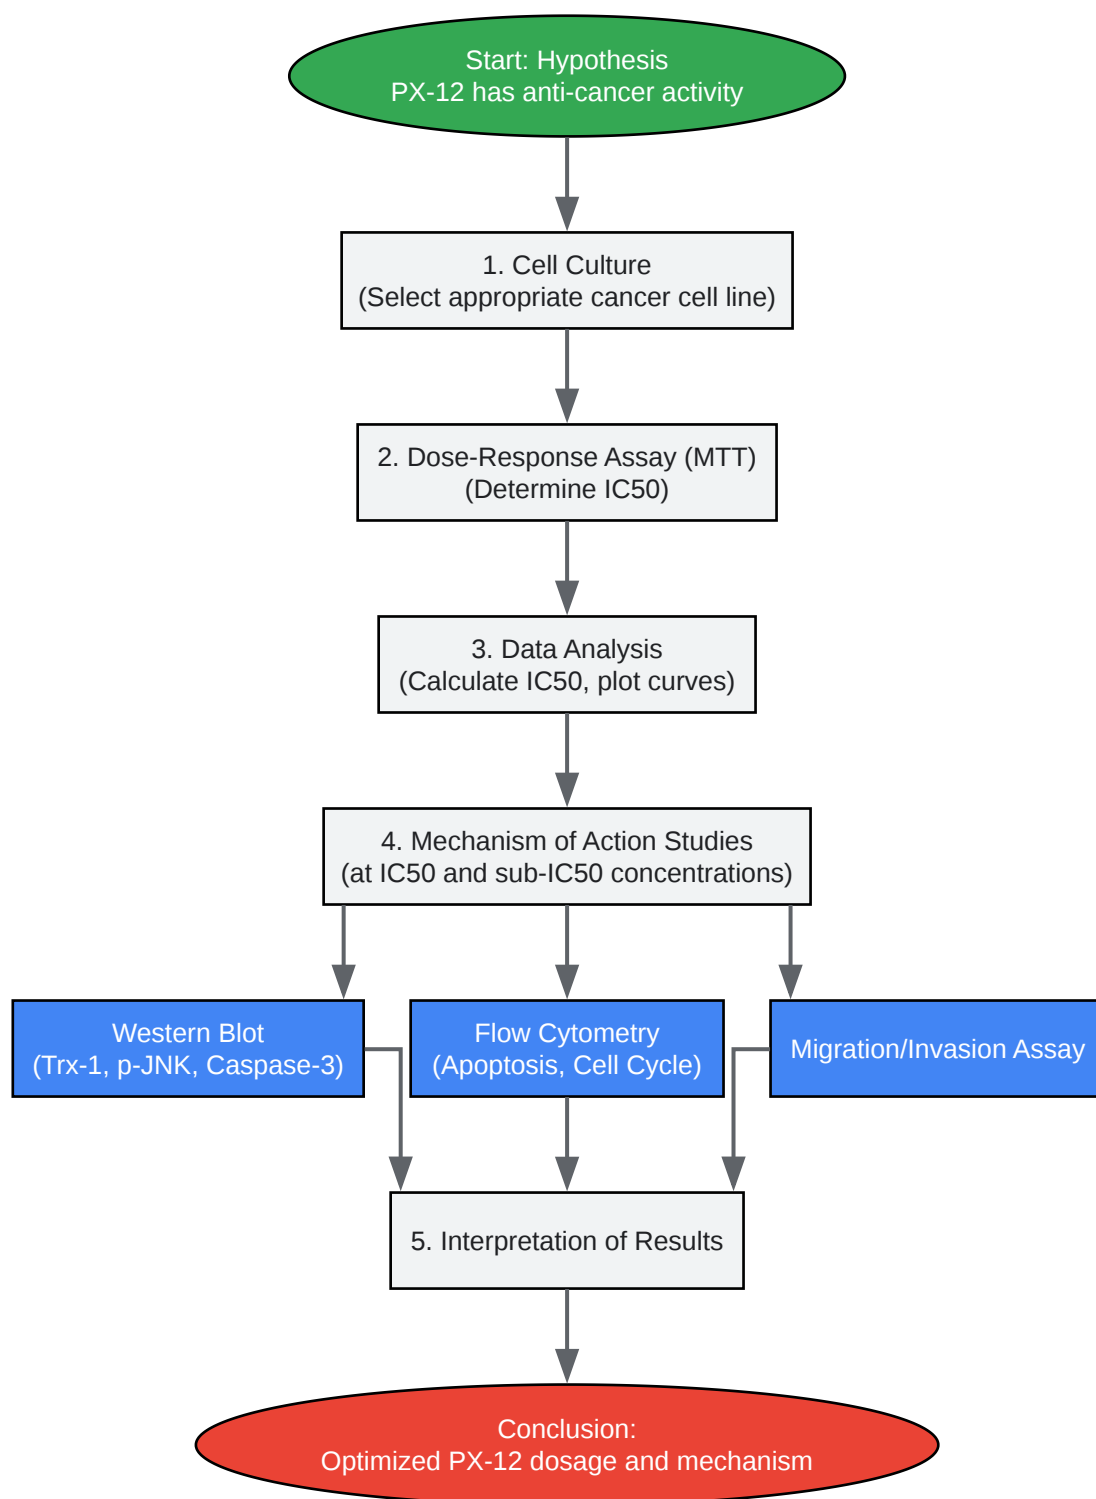 Start: Hypothesis
PX-12 has anti-cancer activity
1. Cell Culture
(Select appropriate cancer cell line)
2. Dose-Response Assay (MTT)
(Determine IC50)
3. Data Analysis
(Calculate IC50, plot curves)
4. Mechanism of Action Studies
(at IC50 and sub-IC50 concentrations)
Western Blot
(Trx-1, p-JNK, Caspase-3)
Flow Cytometry
(Apoptosis, Cell Cycle)
Migration/Invasion Assay
5. Interpretation of Results
Conclusion:
Optimized PX-12 dosage and mechanism